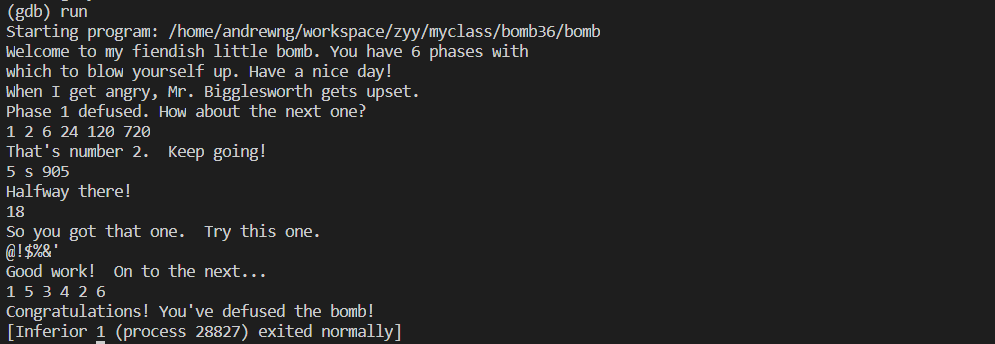 (gdb) run
Starting program: /home/andrewng/workspace/zyy/myclass/bomb36/bomb
Welcome to my fiendish little bomb. You have 6 phases with
which to blow yourself up. Have a nice day!
When I get angry, Mr. Bigglesworth gets upset.
Phase 1 defused. How about the next one?
1 2 6 24 120 720
That's number 2.  Keep going!
5 s 905
Halfway there!
18
So you got that one.  Try this one.
@!$%&'
Good work!  On to the next...
1 5 3 4 2 6
Congratulations! You've defused the bomb!
[Inferior 1 (process 28827) exited normally]